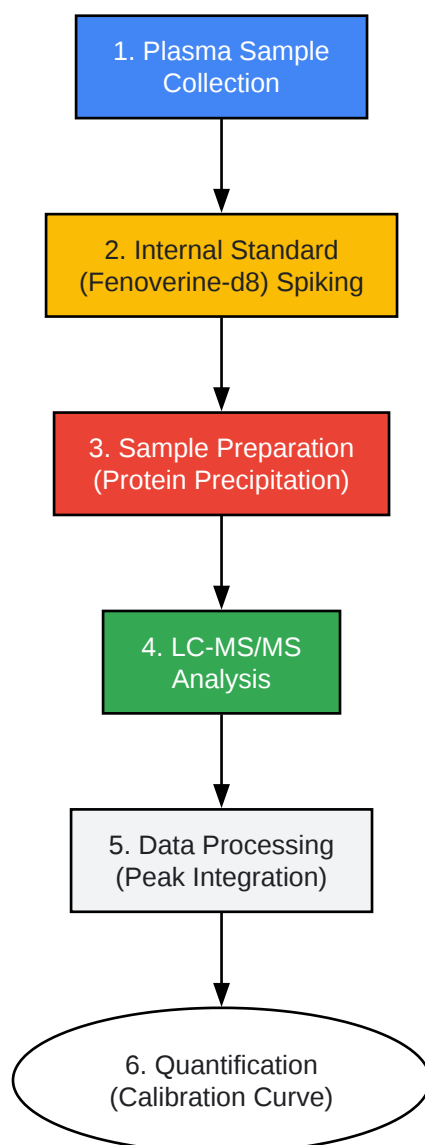 1. Plasma Sample
Collection
2. Internal Standard
(Fenoverine-d8) Spiking
3. Sample Preparation
(Protein Precipitation)
4. LC-MS/MS
Analysis
5. Data Processing
(Peak Integration)
6. Quantification
(Calibration Curve)